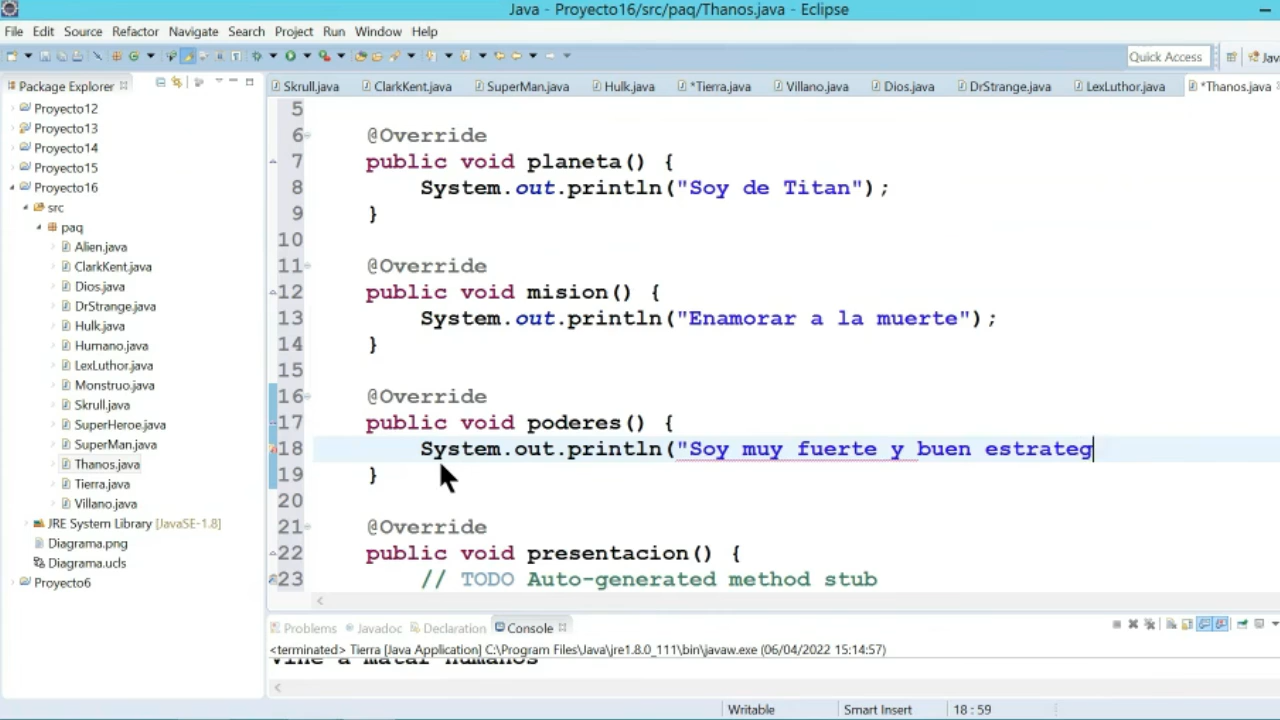 Java - Proyecto16/src/paq/Thanos.java - Eclipse
File Edit Source Refactor Navigate Search Project Run Window Help
Quick Access
Java
Package Explorer
Skrull.java ClarkKent.java SuperMan.java Hulk.java *Tierra.java Villano.java Dios.java DrStrange.java LexLuthor.java *Thanos.java
Proyecto12
Proyecto13
Proyecto14
Proyecto15
Proyecto16
src
paq
Alien.java
ClarkKent.java
Dios.java
DrStrange.java
Hulk.java
Humano.java
LexLuthor.java
Monstruo.java
Skrull.java
SuperHeroe.java
SuperMan.java
Thanos.java
Tierra.java
Villano.java
JRE System Library [JavaSE-1.8]
Diagrama.png
Diagrama.ucls
Proyecto6
5
6 @Override
7 public void planeta() {
8 System.out.println("Soy de Titan");
9 }
10
11 @Override
12 public void mision() {
13 System.out.println("Enamorar a la muerte");
14 }
15
16 @Override
17 public void poderes() {
18 System.out.println("Soy muy fuerte y buen estrateg
19 }
20
21 @Override
22 public void presentacion() {
23 // TODO Auto-generated method stub
Problems Javadoc Declaration Console
<terminated> Tierra [Java Application] C:\Program Files\Java\jre1.8.0_111\bin\javaw.exe (06/04/2022 15:14:57)
vine a matar humanos
Writable Smart Insert 18 : 59